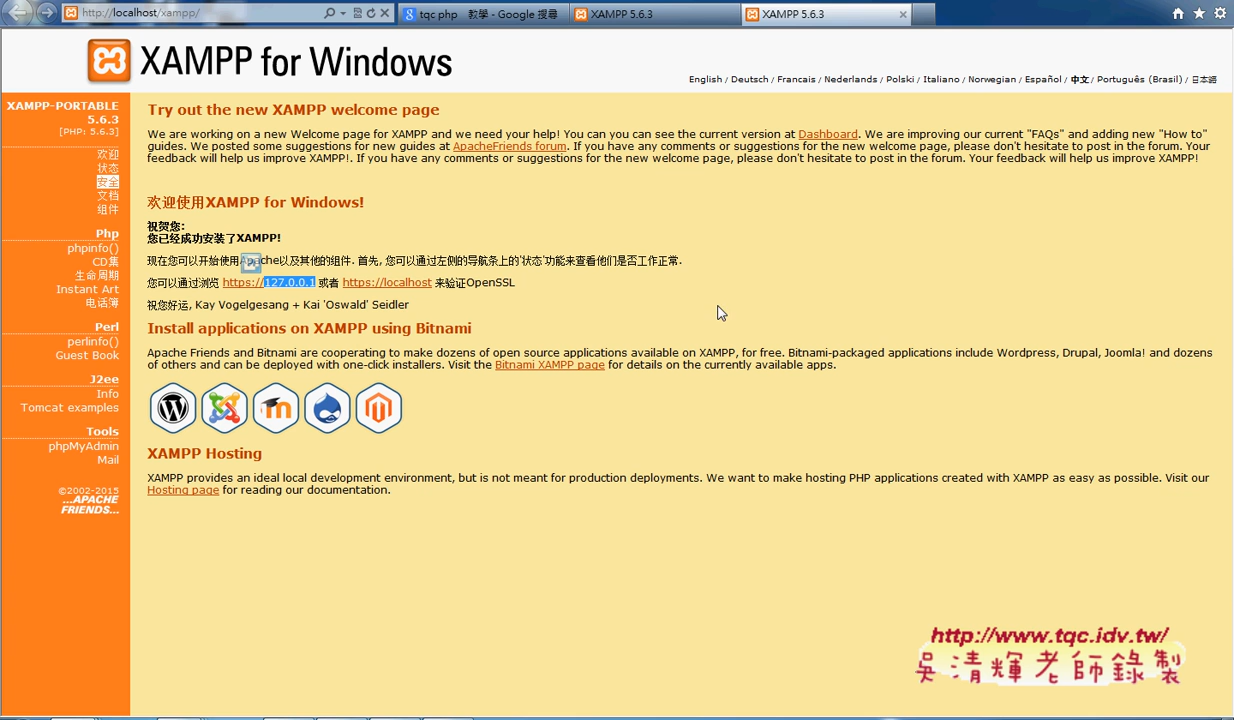 http://localhost/xampp/
tqc php 教學 - Google 搜尋
XAMPP 5.6.3
XAMPP 5.6.3
XAMPP for Windows
English / Deutsch / Francais / Nederlands / Polski / Italiano / Norwegian / Español / 中文 / Português (Brasil) / 日本語
XAMPP-PORTABLE
5.6.3
[PHP: 5.6.3]
欢迎
状态
安全
文档
组件
Php
phpinfo()
CD集
生命周期
Instant Art
电话簿
Perl
perlinfo()
Guest Book
J2ee
Info
Tomcat examples
Tools
phpMyAdmin
Mail
©2002-2015
...APACHE
FRIENDS...
Try out the new XAMPP welcome page
We are working on a new Welcome page for XAMPP and we need your help! You can you can see the current version at Dashboard. We are improving our current "FAQs" and adding new "How to"
guides. We posted some suggestions for new guides at ApacheFriends forum. If you have any comments or suggestions for the new welcome page, please don't hesitate to post in the forum. Your
feedback will help us improve XAMPP!. If you have any comments or suggestions for the new welcome page, please don't hesitate to post in the forum. Your feedback will help us improve XAMPP!
欢迎使用XAMPP for Windows!
祝贺您:
您已经成功安装了XAMPP!
现在您可以开始使用Apache以及其他的组件. 首先, 您可以通过左侧的导航条上的'状态'功能来查看他们是否工作正常.
您可以通过浏览 https://127.0.0.1 或者 https://localhost 来验证OpenSSL
祝您好运, Kay Vogelgesang + Kai 'Oswald' Seidler
Install applications on XAMPP using Bitnami
Apache Friends and Bitnami are cooperating to make dozens of open source applications available on XAMPP, for free. Bitnami-packaged applications include Wordpress, Drupal, Joomla! and dozens
of others and can be deployed with one-click installers. Visit the Bitnami XAMPP page for details on the currently available apps.
XAMPP Hosting
XAMPP provides an ideal local development environment, but is not meant for production deployments. We want to make hosting PHP applications created with XAMPP as easy as possible. Visit our
Hosting page for reading our documentation.
http://www.tqc.idv.tw/
吳清輝老師錄製